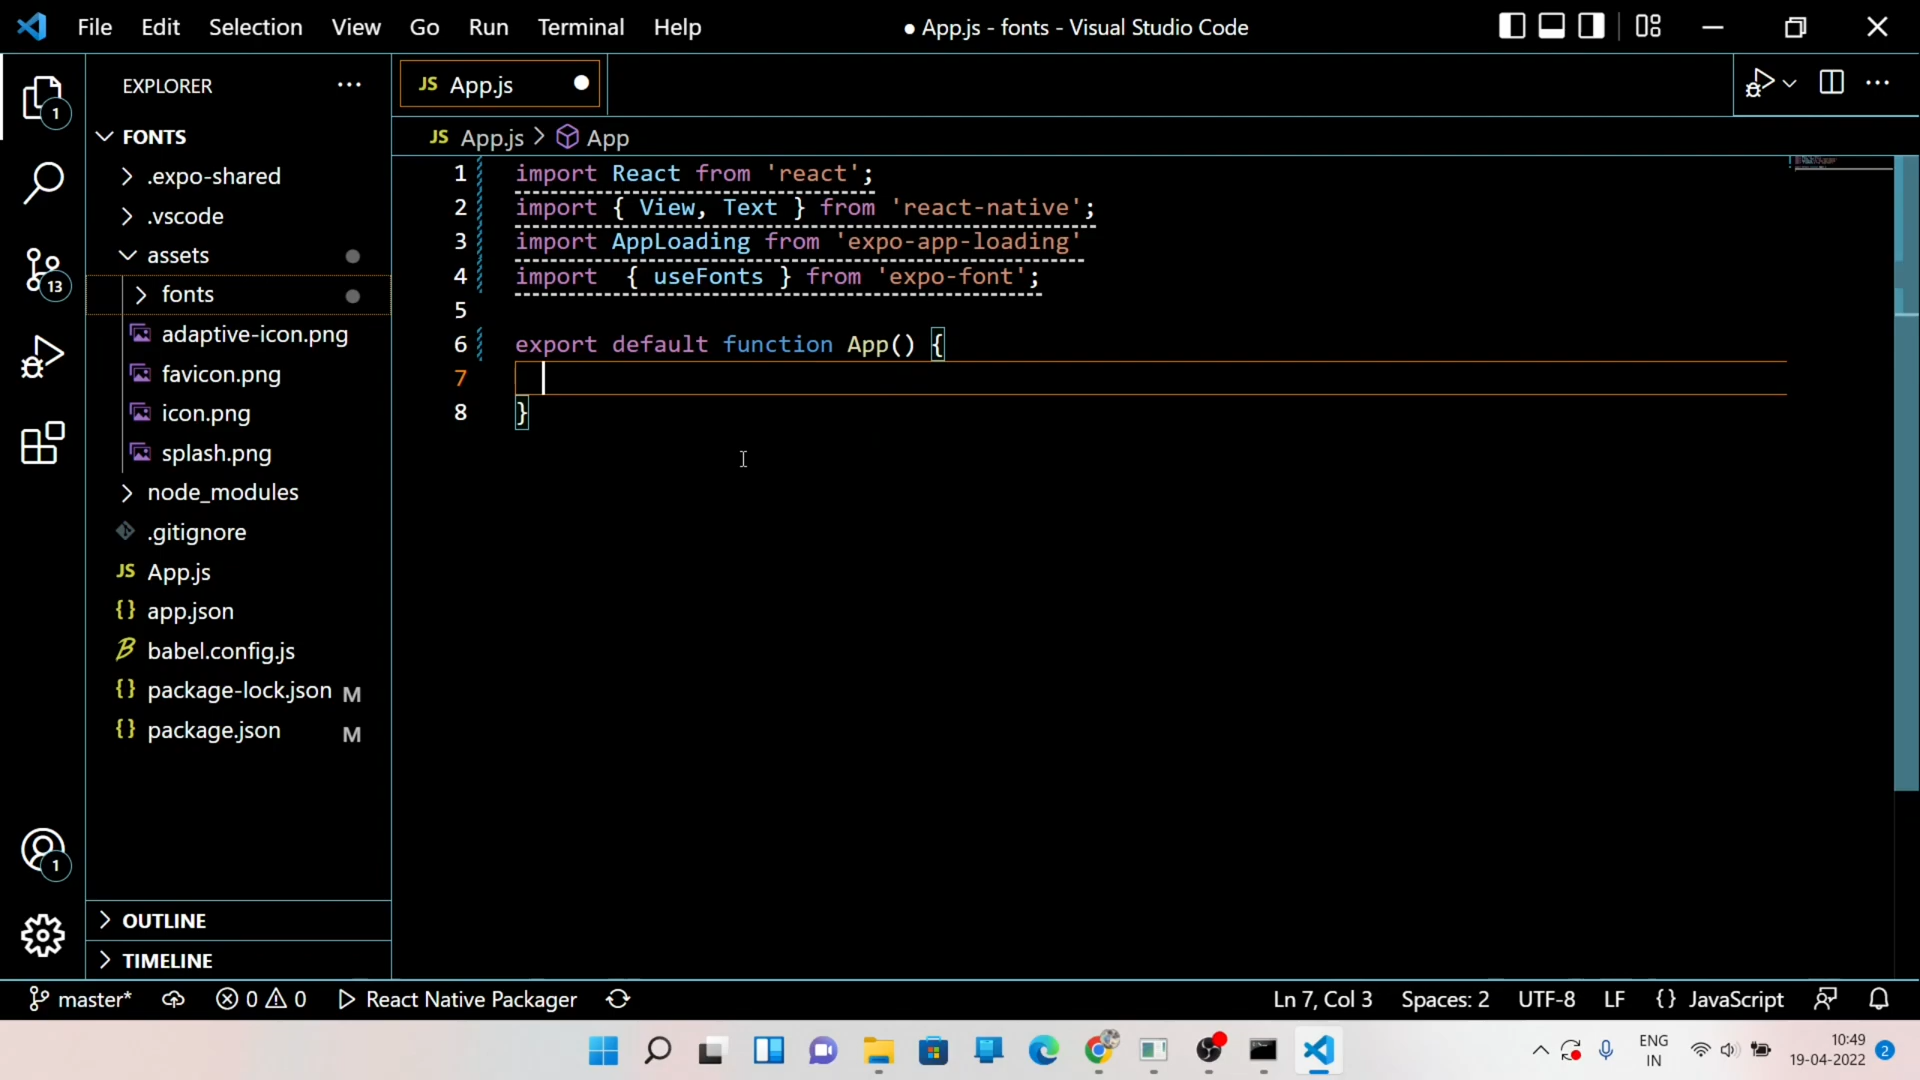 File Edit Selection View Go Run Terminal Help
● App.js - fonts - Visual Studio Code
EXPLORER
FONTS
.expo-shared
.vscode
assets
fonts
adaptive-icon.png
favicon.png
icon.png
splash.png
node_modules
.gitignore
JS App.js
{} app.json
babel.config.js
{} package-lock.json M
{} package.json M
OUTLINE
TIMELINE
1
13
1
JS App.js
JS App.js > App
1 import React from 'react';
2 import { View, Text } from 'react-native';
3 import AppLoading from 'expo-app-loading'
4 import  { useFonts } from 'expo-font';
5
6 export default function App() {
7
8 }
master* 0 0 React Native Packager
Ln 7, Col 3 Spaces: 2 UTF-8 LF {} JavaScript
ENG
IN
10:49
19-04-2022
2